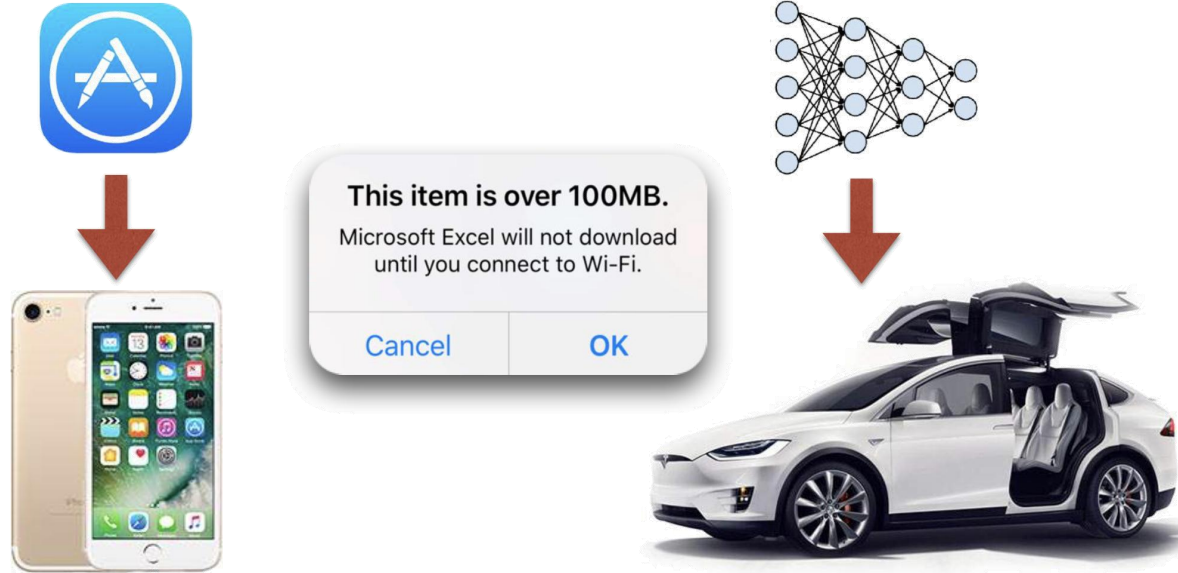 This item is over 100MB.
Microsoft Excel will not download
until you connect to Wi-Fi.
Cancel
OK